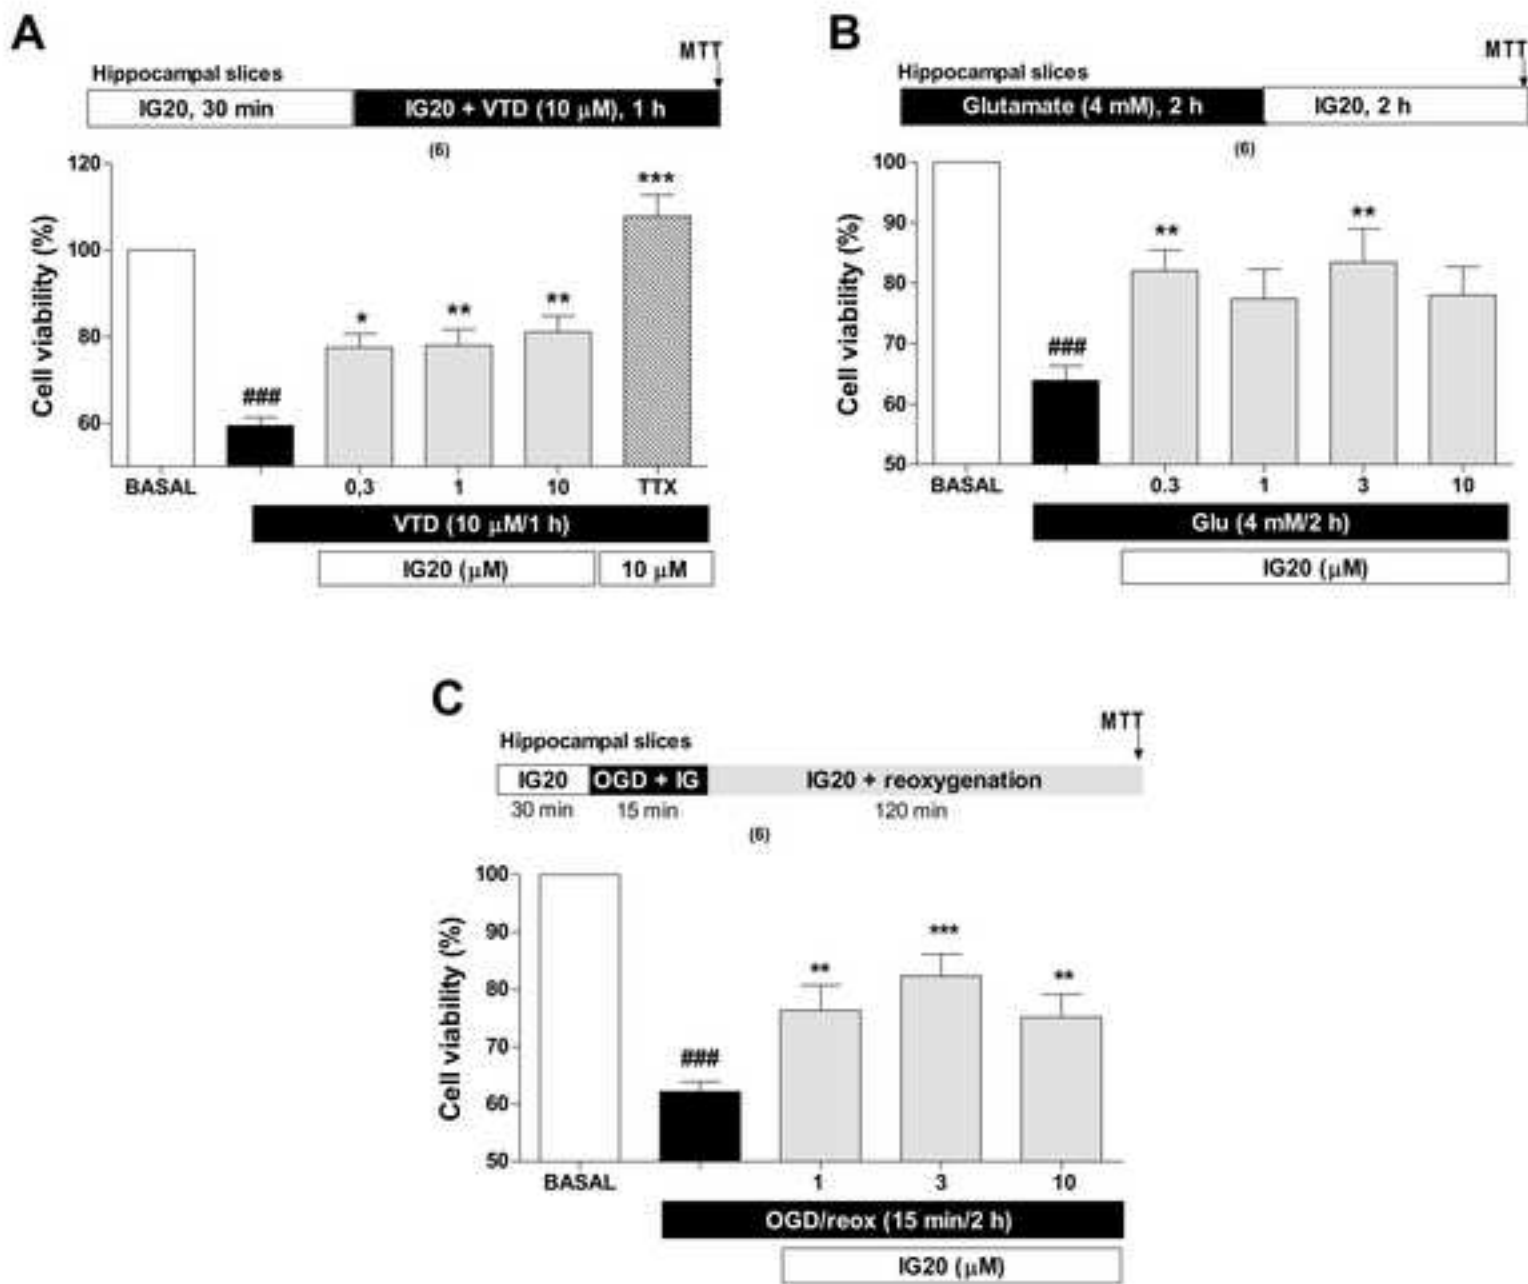 A
MTT
Hippocampal slices
IG20, 30 min
IG20 + VTD (10 µM), 1 h
(6)
Cell viability (%)
120
100
80
60
###
*
**
**
***
BASAL
0,3
1
10
TTX
VTD (10 µM/1 h)
IG20 (µM)
10 µM
B
MTT
Hippocampal slices
Glutamate (4 mM), 2 h
IG20, 2 h
(6)
Cell viability (%)
100
90
80
70
60
50
###
**
**
BASAL
0.3
1
3
10
Glu (4 mM/2 h)
IG20 (µM)
C
MTT
Hippocampal slices
IG20
OGD + IG
IG20 + reoxygenation
30 min
15 min
120 min
(6)
Cell viability (%)
100
90
80
70
60
50
###
**
***
**
BASAL
1
3
10
OGD/reox (15 min/2 h)
IG20 (µM)